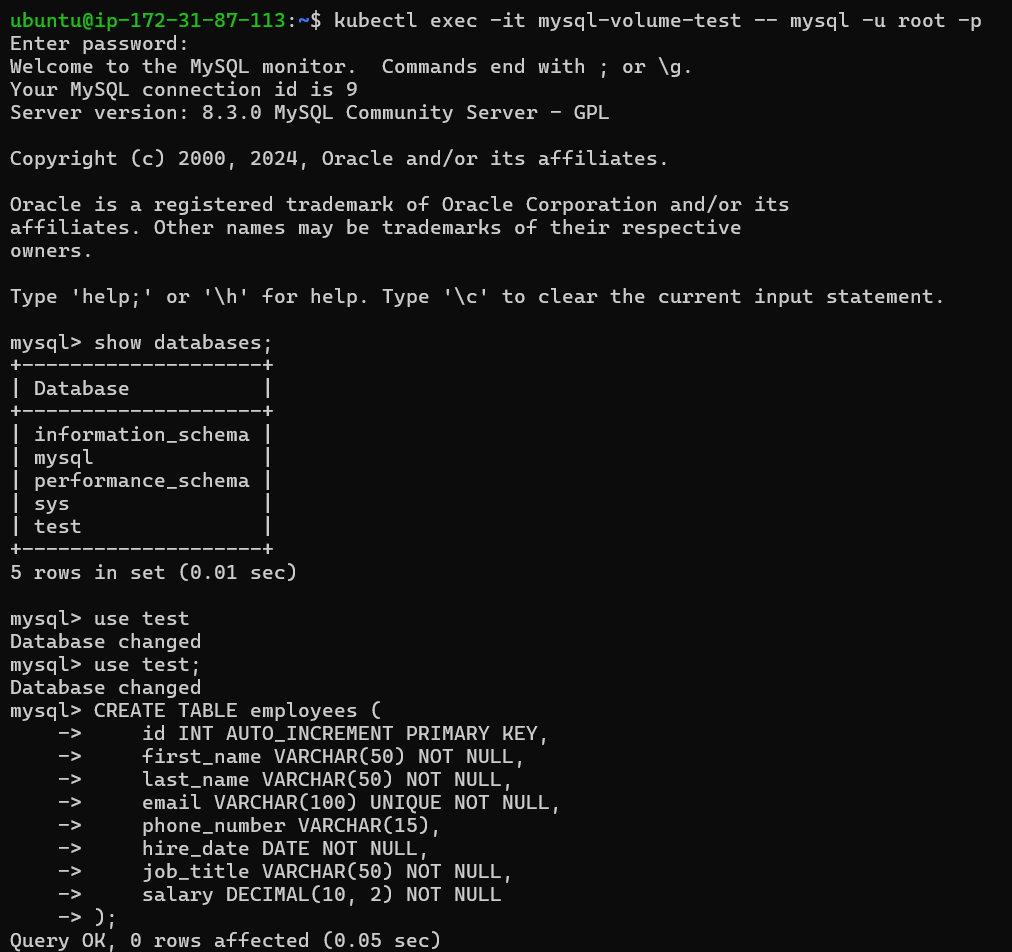 ubuntu@ip-172-31-87-113:~$ kubectl exec -it mysql-volume-test -- mysql -u root -p
Enter password:
Welcome to the MySQL monitor.  Commands end with ; or \g.
Your MySQL connection id is 9
Server version: 8.3.0 MySQL Community Server - GPL

Copyright (c) 2000, 2024, Oracle and/or its affiliates.

Oracle is a registered trademark of Oracle Corporation and/or its
affiliates. Other names may be trademarks of their respective
owners.

Type 'help;' or '\h' for help. Type '\c' to clear the current input statement.

mysql> show databases;
+--------------------+
| Database           |
+--------------------+
| information_schema |
| mysql              |
| performance_schema |
| sys                |
| test               |
+--------------------+
5 rows in set (0.01 sec)

mysql> use test
Database changed
mysql> use test;
Database changed
mysql> CREATE TABLE employees (
    ->     id INT AUTO_INCREMENT PRIMARY KEY,
    ->     first_name VARCHAR(50) NOT NULL,
    ->     last_name VARCHAR(50) NOT NULL,
    ->     email VARCHAR(100) UNIQUE NOT NULL,
    ->     phone_number VARCHAR(15),
    ->     hire_date DATE NOT NULL,
    ->     job_title VARCHAR(50) NOT NULL,
    ->     salary DECIMAL(10, 2) NOT NULL
    -> );
Query OK, 0 rows affected (0.05 sec)